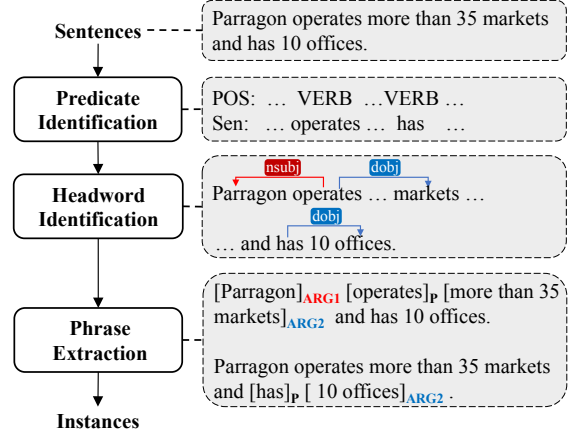 Sentences
Parragon operates more than 35 markets
and has 10 offices.
Predicate
Identification
POS: … VERB …VERB …
Sen: … operates … has …
Headword
Identification
nsubj dobj
Parragon operates … markets …
dobj
… and has 10 offices.
Phrase
Extraction
[Parragon]ARG1 [operates]P [more than 35
markets]ARG2 and has 10 offices.
Parragon operates more than 35 markets
and [has]P [ 10 offices]ARG2 .
Instances